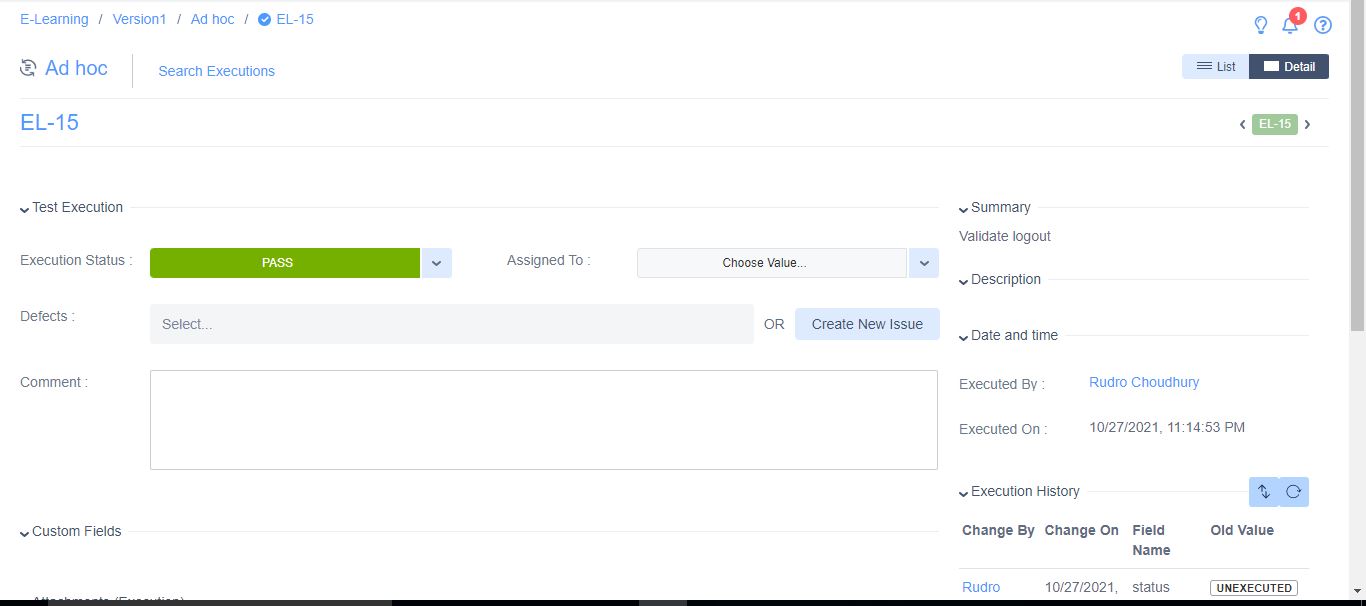 E-Learning / Version1 / Ad hoc / EL-15
1
Ad hoc
Search Executions
List
Detail
EL-15
EL-15
Test Execution
Execution Status :
PASS
Assigned To :
Choose Value...
Defects :
Select...
OR
Create New Issue
Comment :
Custom Fields
Attachments (Execution)
Summary
Validate logout
Description
Date and time
Executed By :
Rudro Choudhury
Executed On :
10/27/2021, 11:14:53 PM
Execution History
Change By Change On Field Name Old Value
Rudro 10/27/2021, status UNEXECUTED